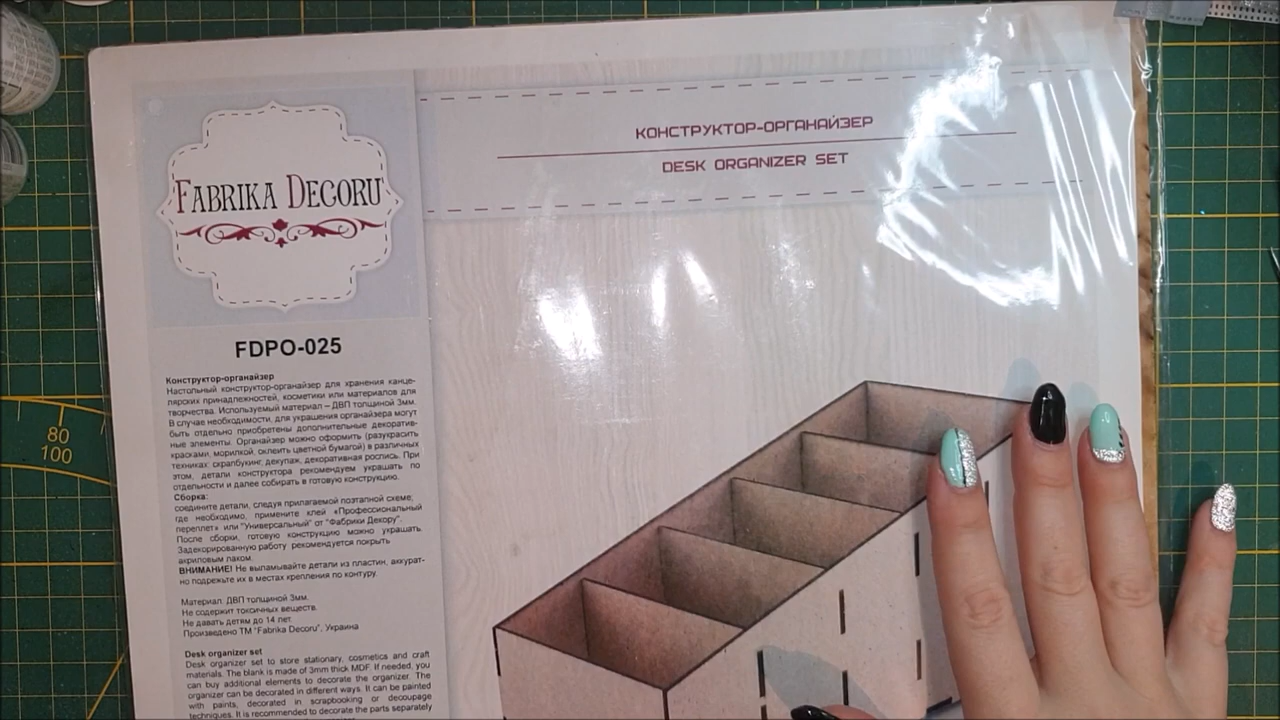 КОНСТРУКТОР-ОРГАНАЙЗЕР
DESK ORGANIZER SET
FABRIKA DECORU
FDPO-025
Конструктор-органайзер
Настольный конструктор-органайзер для хранения канце-
лярских принадлежностей, косметики или материалов для
творчества. Используемый материал – ДВП толщиной 3мм.
В случае необходимости, для украшения органайзера могут
быть отдельно приобретены дополнительные декоратив-
ные элементы. Органайзер можно оформить (разукрасить
красками, морилкой, оклеить цветной бумагой) в различных
техниках: скрапбукинг, декупаж, декоративная роспись. При
этом, детали конструктора рекомендуем украшать по
отдельности и далее собирать в готовую конструкцию.
Сборка:
соедините детали, следуя прилагаемой поэтапной схеме;
где необходимо, примените клей «Профессиональный
переплет» или "Универсальный" от "Фабрики Декору".
После сборки, готовую конструкцию можно украшать.
Задекорированную работу рекомендуется покрыть
акриловым лаком.
ВНИМАНИЕ! Не выламывайте детали из пластин, аккурат-
но подрежьте их в местах крепления по контуру.
Материал: ДВП толщиной 3мм.
Не содержит токсичных веществ.
Не давать детям до 14 лет.
Произведено ТМ "Fabrika Decoru", Украина
Desk organizer set
Desk organizer set to store stationary, cosmetics and craft
materials. The blank is made of 3mm thick MDF. If needed, you
can buy additional elements to decorate the organizer. The
organizer can be decorated in different ways. It can be painted
with paints, decorated in scrapbooking or decoupage
techniques. It is recommended to decorate the parts separately
80
100